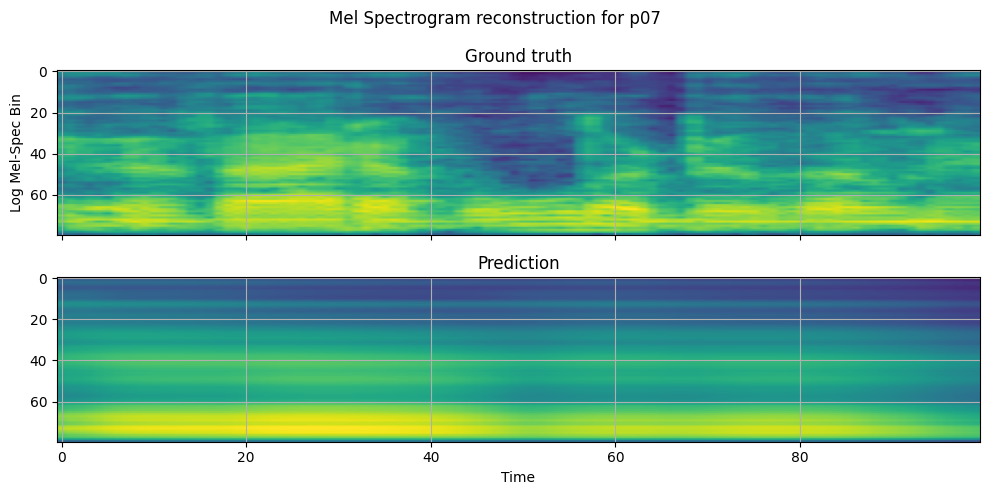 Mel Spectrogram reconstruction for p07
Ground truth
0
20
40
60
Log Mel-Spec Bin
Prediction
0
20
40
60
0 20 40 60 80
Time